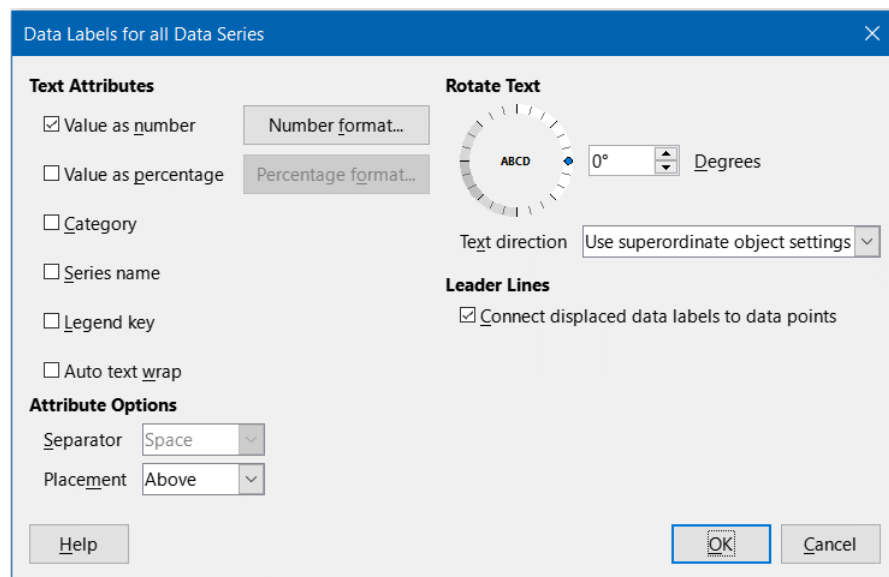 Data Labels for all Data Series
Text Attributes
Value as number
Number format...
Value as percentage
Percentage format...
Category
Series name
Legend key
Auto text wrap
Attribute Options
Separator
Space
Placement
Above
Rotate Text
ABCD
0°
Degrees
Text direction
Use superordinate object settings
Leader Lines
Connect displaced data labels to data points
Help
OK
Cancel